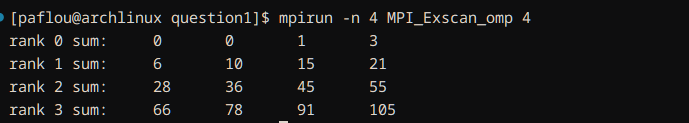 [paflou@archlinux question1]$ mpirun -n 4 MPI_Exscan_omp 4
rank 0 sum: 0 0 1 3
rank 1 sum: 6 10 15 21
rank 2 sum: 28 36 45 55
rank 3 sum: 66 78 91 105